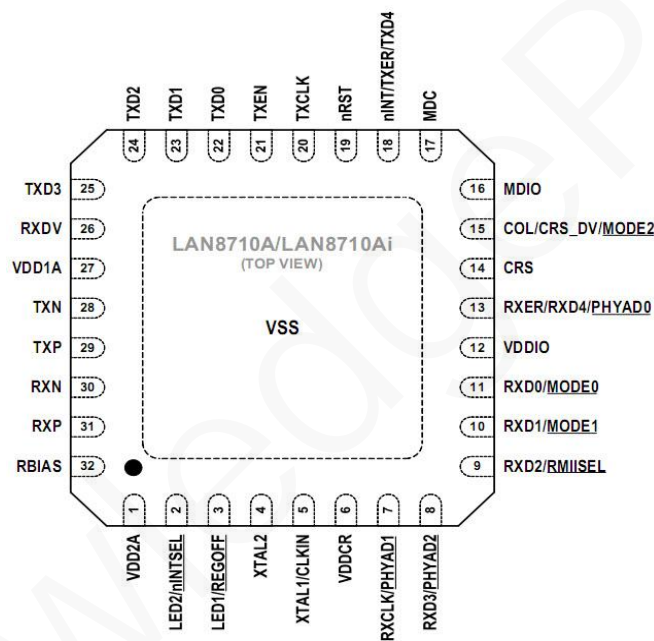 TXD2
TXD1
TXD0
TXEN
TXCLK
nRST
nINT/TXER/TXD4
MDC
24
23
22
21
20
19
18
17
TXD3 25
RXDV 26
VDD1A 27
TXN 28
TXP 29
RXN 30
RXP 31
RBIAS 32
LAN8710A/LAN8710Ai
(TOP VIEW)
VSS
16 MDIO
15 COL/CRS_DV/MODE2
14 CRS
13 RXER/RXD4/PHYAD0
12 VDDIO
11 RXD0/MODE0
10 RXD1/MODE1
9 RXD2/RMIISEL
1
2
3
4
5
6
7
8
VDD2A
LED2/nINTSEL
LED1/REGOFF
XTAL2
XTAL1/CLKIN
VDDCR
RXCLK/PHYAD1
RXD3/PHYAD2